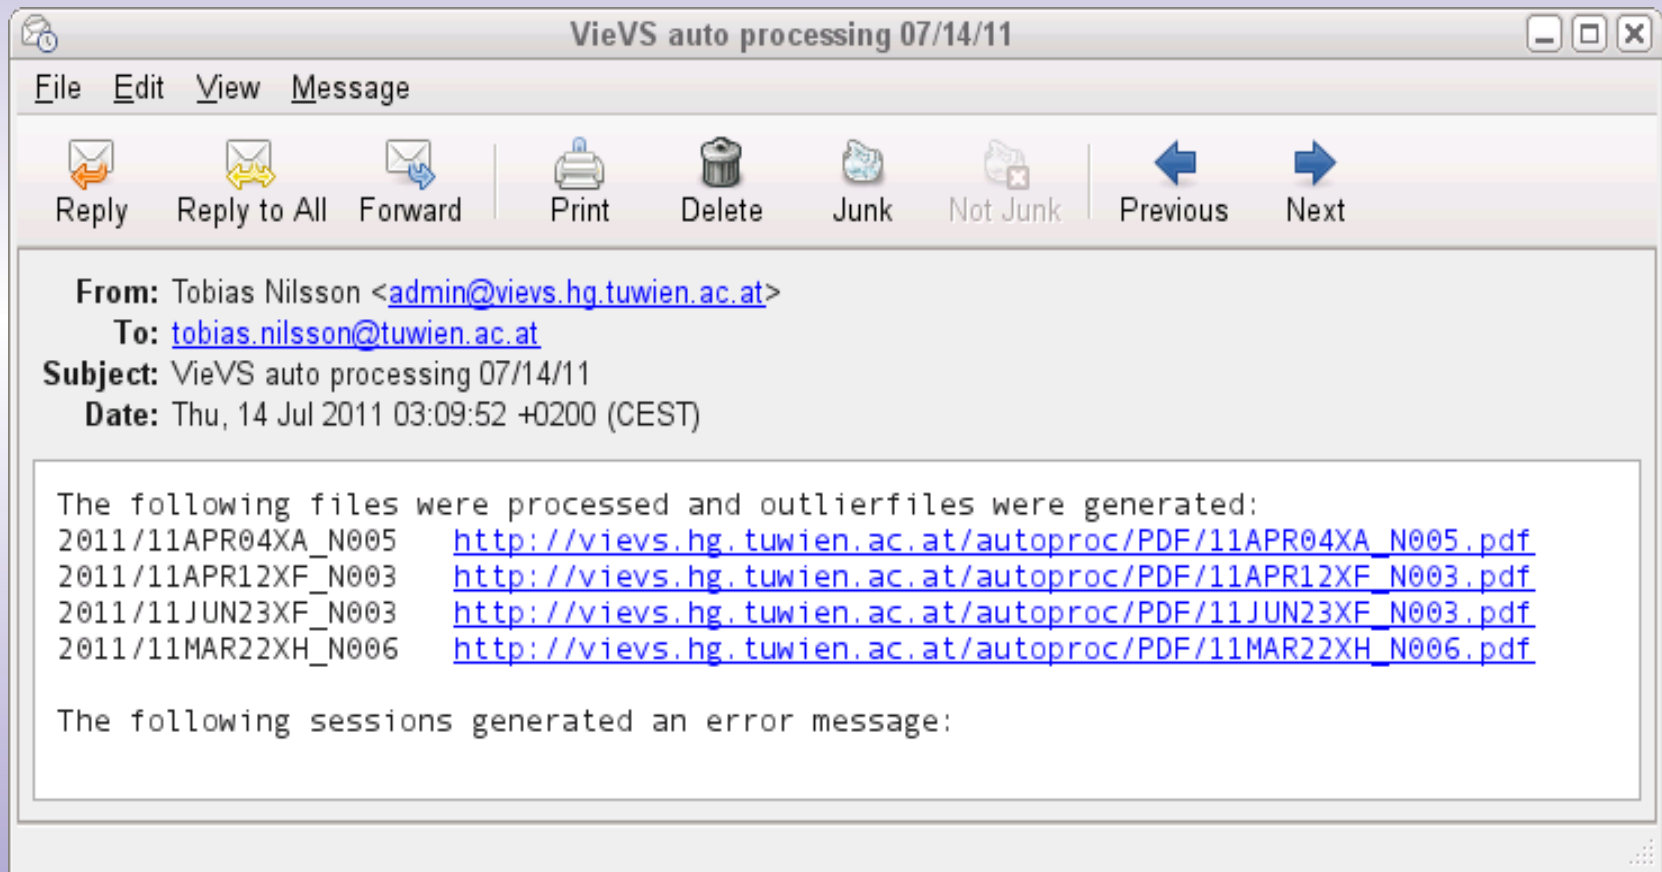 VieVS auto processing 07/14/11
File Edit View Message
Reply Reply to All Forward Print Delete Junk Not Junk Previous Next
From: Tobias Nilsson <admin@vievs.hg.tuwien.ac.at>
To: tobias.nilsson@tuwien.ac.at
Subject: VieVS auto processing 07/14/11
Date: Thu, 14 Jul 2011 03:09:52 +0200 (CEST)
The following files were processed and outlierfiles were generated:
2011/11APR04XA_N005 http://vievs.hg.tuwien.ac.at/autoproc/PDF/11APR04XA_N005.pdf
2011/11APR12XF_N003 http://vievs.hg.tuwien.ac.at/autoproc/PDF/11APR12XF_N003.pdf
2011/11JUN23XF_N003 http://vievs.hg.tuwien.ac.at/autoproc/PDF/11JUN23XF_N003.pdf
2011/11MAR22XH_N006 http://vievs.hg.tuwien.ac.at/autoproc/PDF/11MAR22XH_N006.pdf
The following sessions generated an error message: